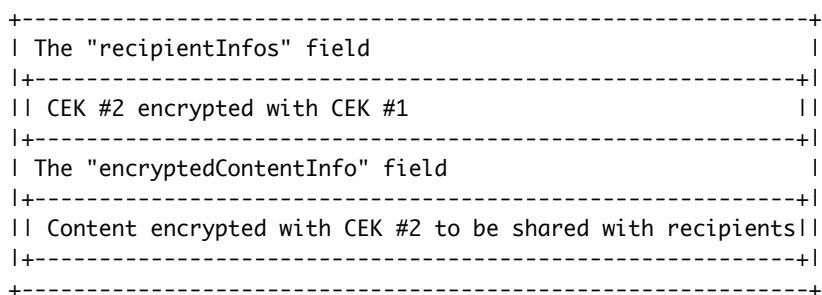 +-------------------------------------------------------------+
| The "recipientInfos" field                                  |
|+-----------------------------------------------------------+|
|| CEK #2 encrypted with CEK #1                              ||
|+-----------------------------------------------------------+|
| The "encryptedContentInfo" field                            |
|+-----------------------------------------------------------+|
|| Content encrypted with CEK #2 to be shared with recipients||
|+-----------------------------------------------------------+|
+-------------------------------------------------------------+